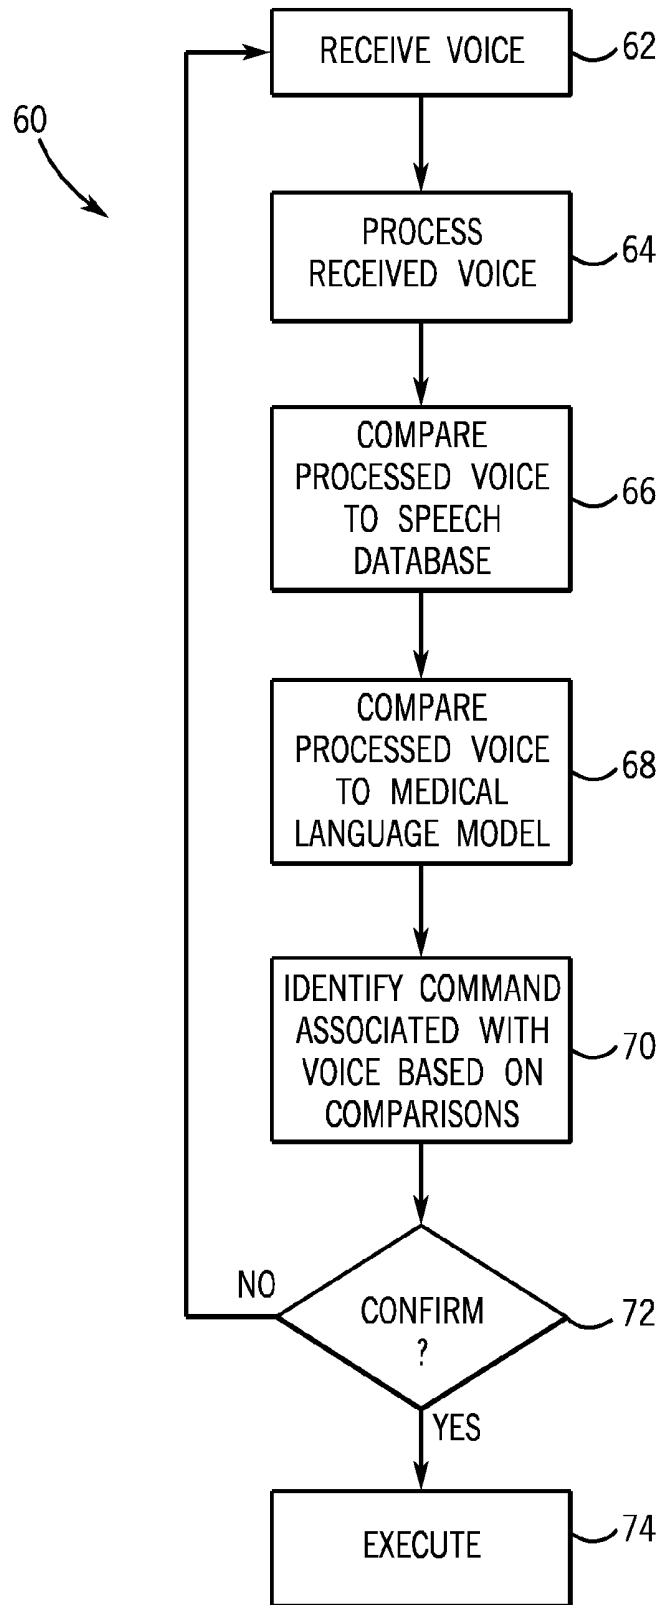 RECEIVE VOICE
62
60
PROCESS
RECEIVED VOICE
64
COMPARE
PROCESSED VOICE
TO SPEECH
DATABASE
66
COMPARE
PROCESSED VOICE
TO MEDICAL
LANGUAGE MODEL
68
IDENTIFY COMMAND
ASSOCIATED WITH
VOICE BASED ON
COMPARISONS
70
NO
CONFIRM
?
72
YES
EXECUTE
74